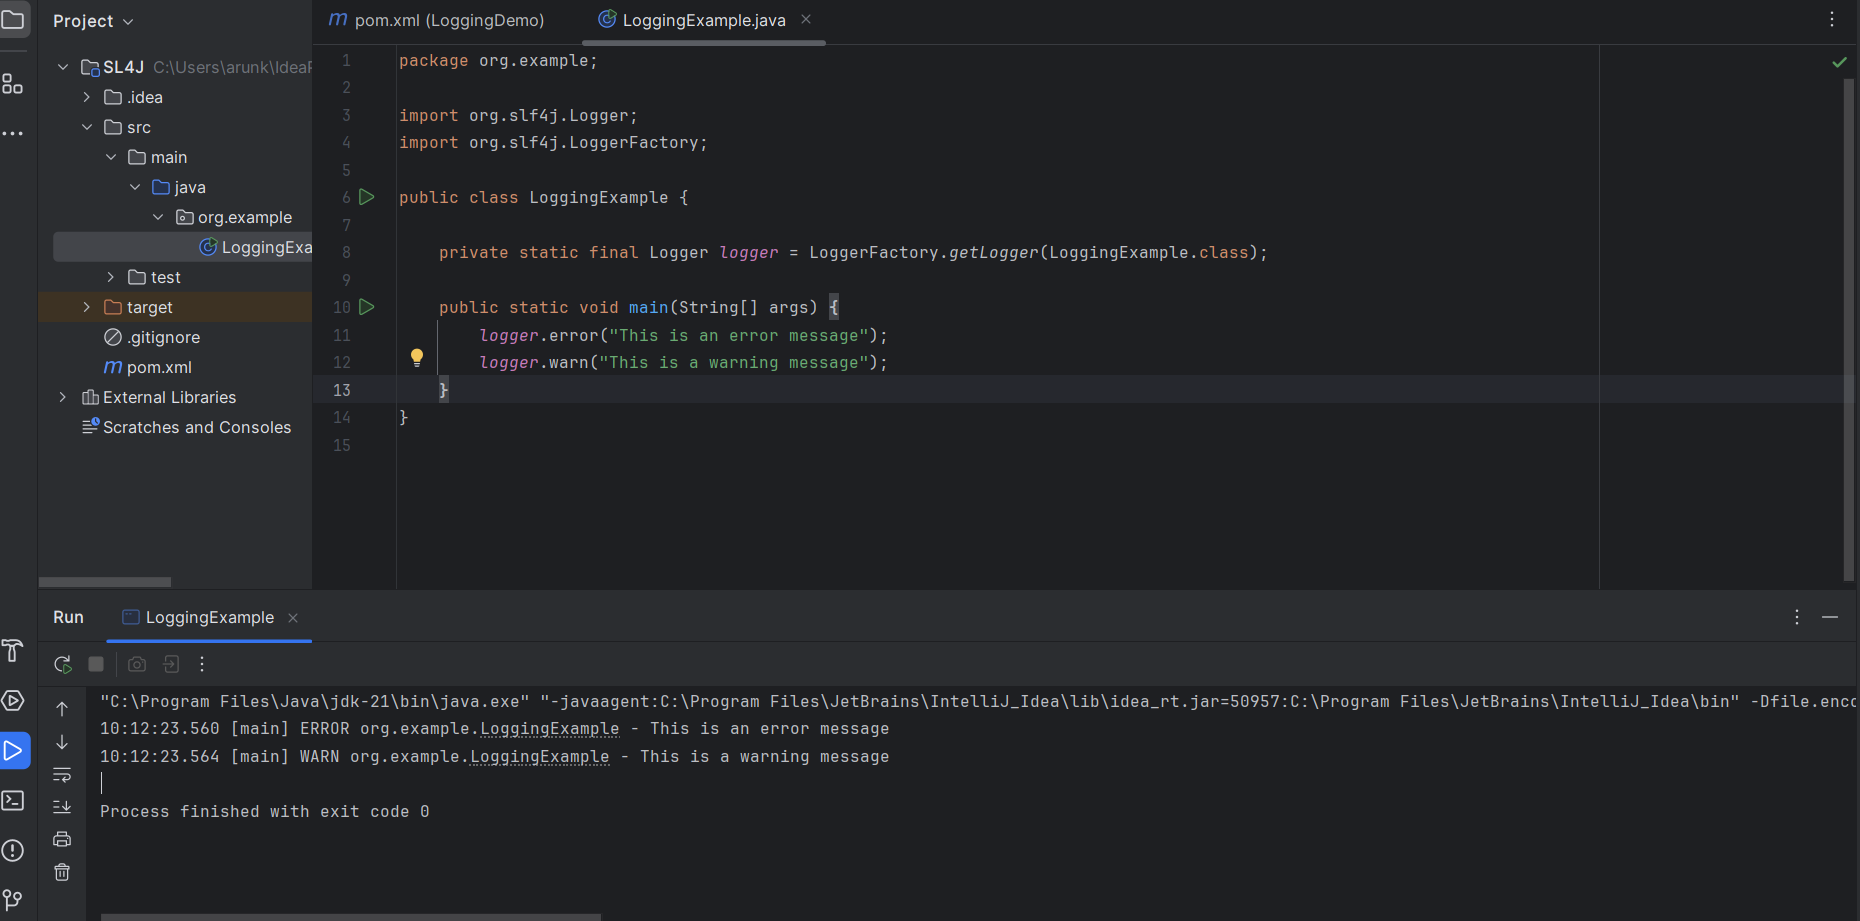 Project
pom.xml (LoggingDemo)
LoggingExample.java
SL4J C:\Users\arunk\Idea
.idea
src
main
java
org.example
LoggingExa
test
target
.gitignore
pom.xml
External Libraries
Scratches and Consoles
1 package org.example;
2
3 import org.slf4j.Logger;
4 import org.slf4j.LoggerFactory;
5
6 public class LoggingExample {
7
8 private static final Logger logger = LoggerFactory.getLogger(LoggingExample.class);
9
10 public static void main(String[] args) {
11 logger.error("This is an error message");
12 logger.warn("This is a warning message");
13 }
14 }
15
Run
LoggingExample
"C:\Program Files\Java\jdk-21\bin\java.exe" "-javaagent:C:\Program Files\JetBrains\IntelliJ_Idea\lib\idea_rt.jar=50957:C:\Program Files\JetBrains\IntelliJ_Idea\bin" -Dfile.enco
10:12:23.560 [main] ERROR org.example.LoggingExample - This is an error message
10:12:23.564 [main] WARN org.example.LoggingExample - This is a warning message
Process finished with exit code 0